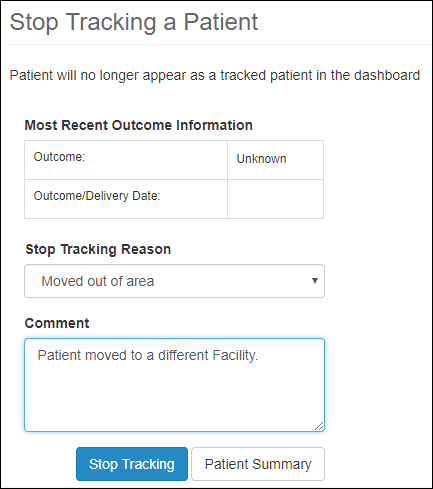 Stop Tracking a Patient
Patient will no longer appear as a tracked patient in the dashboard
Most Recent Outcome Information
Outcome: Unknown
Outcome/Delivery Date:
Stop Tracking Reason
Moved out of area
Comment
Patient moved to a different Facility.
Stop Tracking Patient Summary